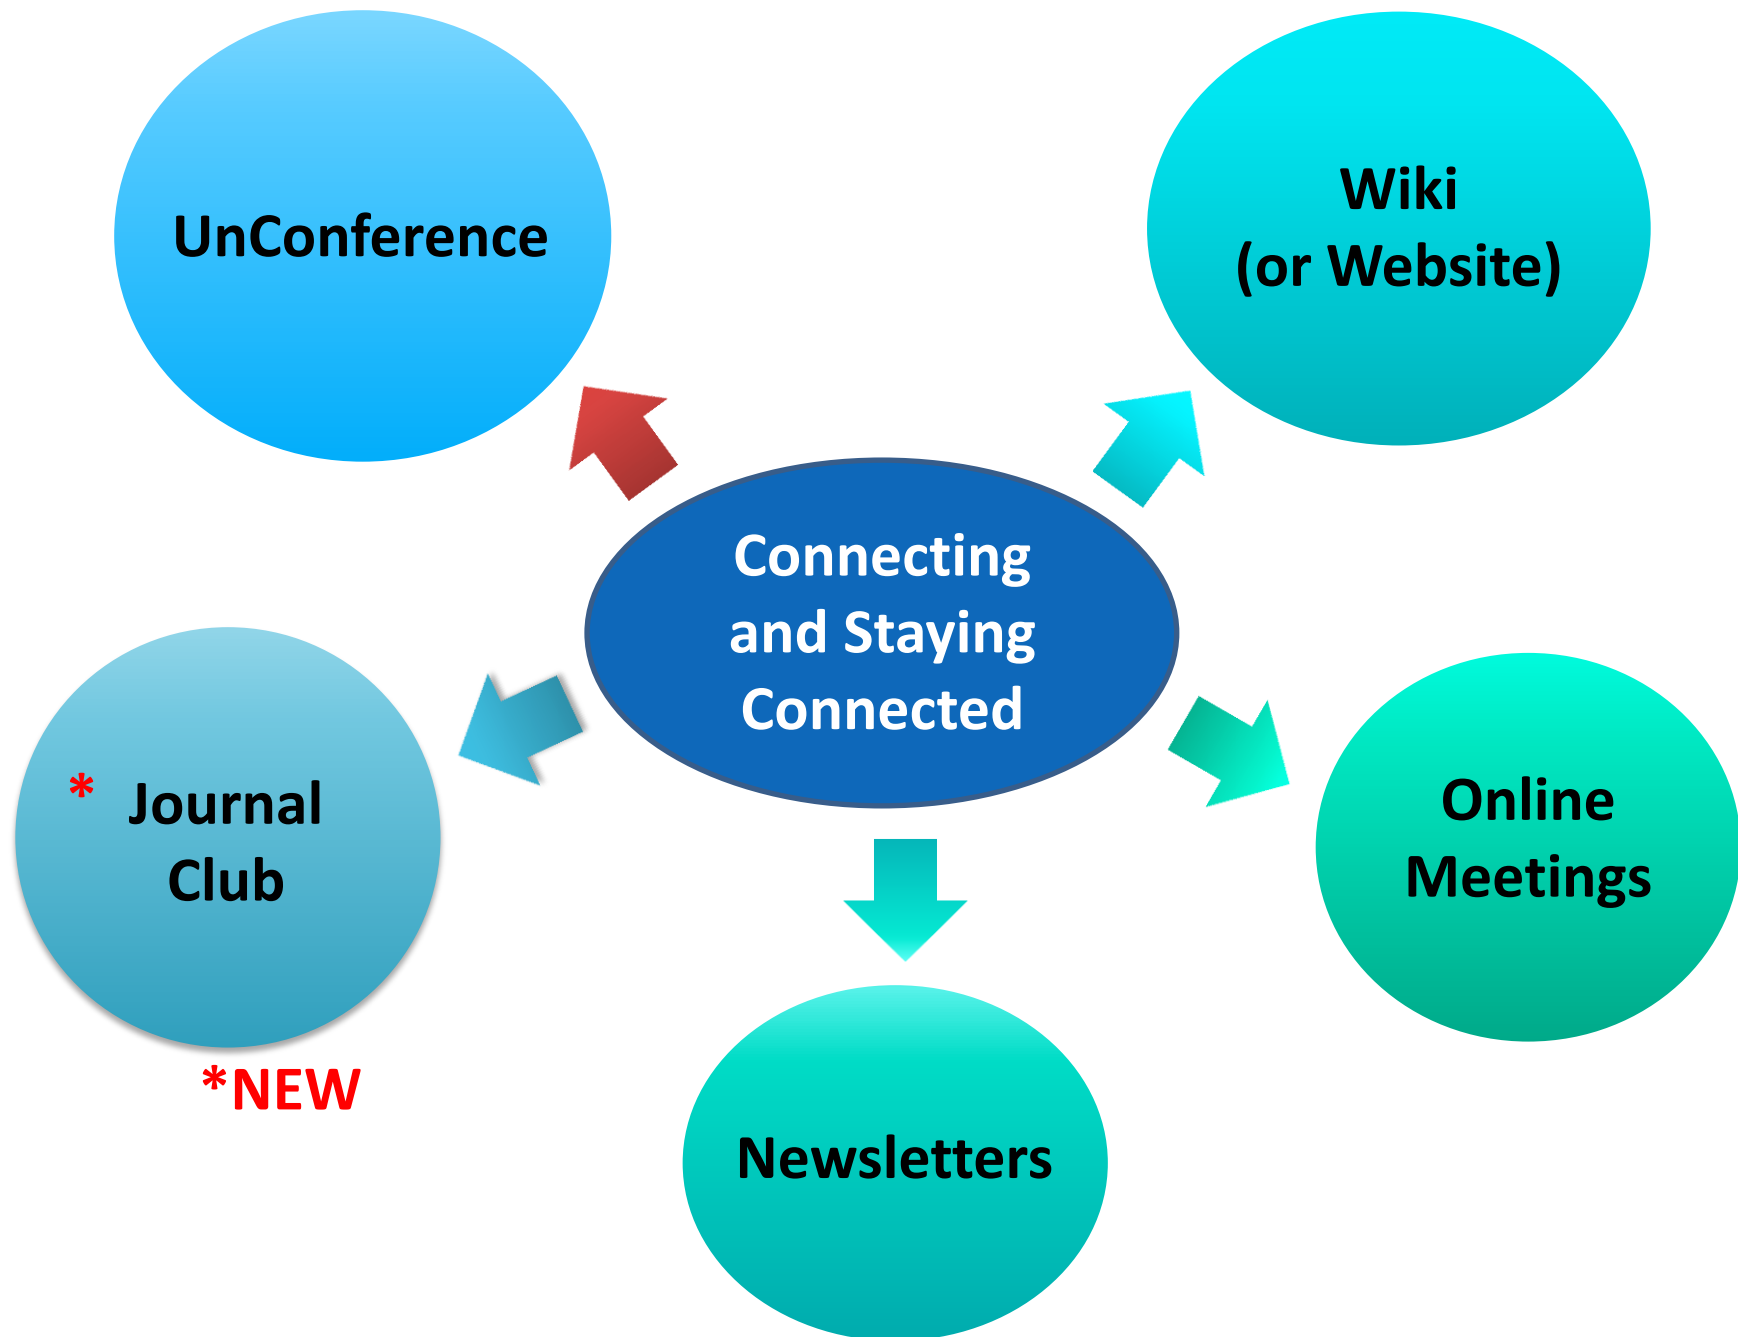 UnConference
Wiki
(or Website)
Connecting
and Staying
Connected
* Journal
Club
*NEW
Online
Meetings
Newsletters